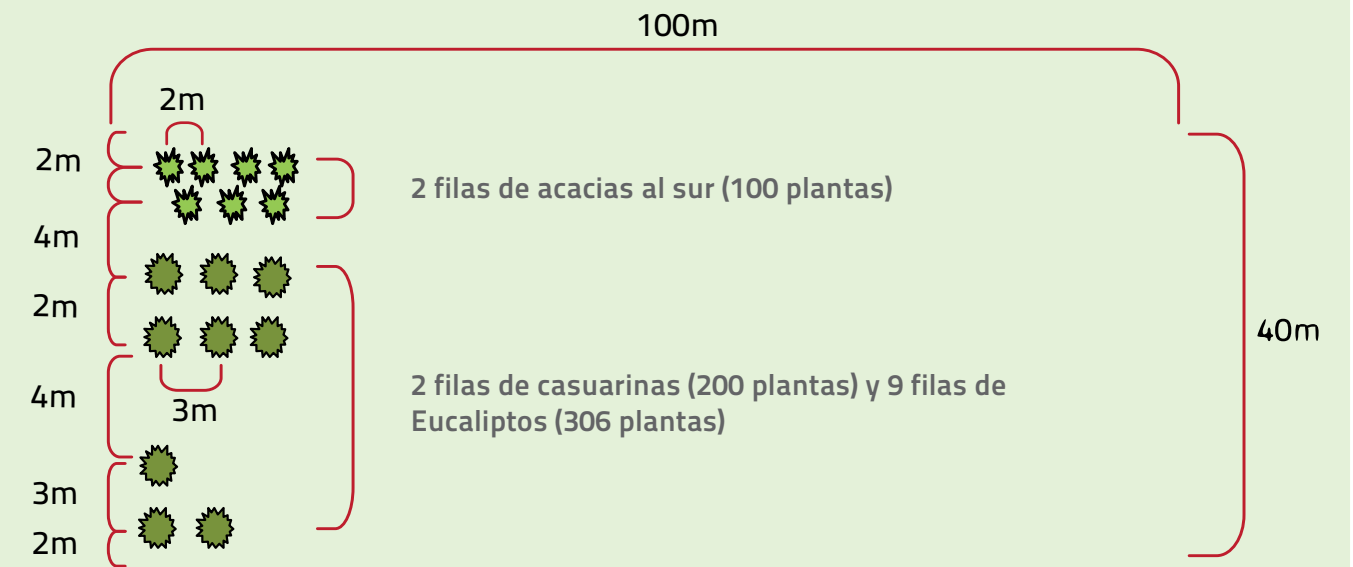 100m
2m
2m
2 filas de acacias al sur (100 plantas)
4m
2m
40m
2 filas de casuarinas (200 plantas) y 9 filas de
Eucaliptos (306 plantas)
4m
3m
3m
2m